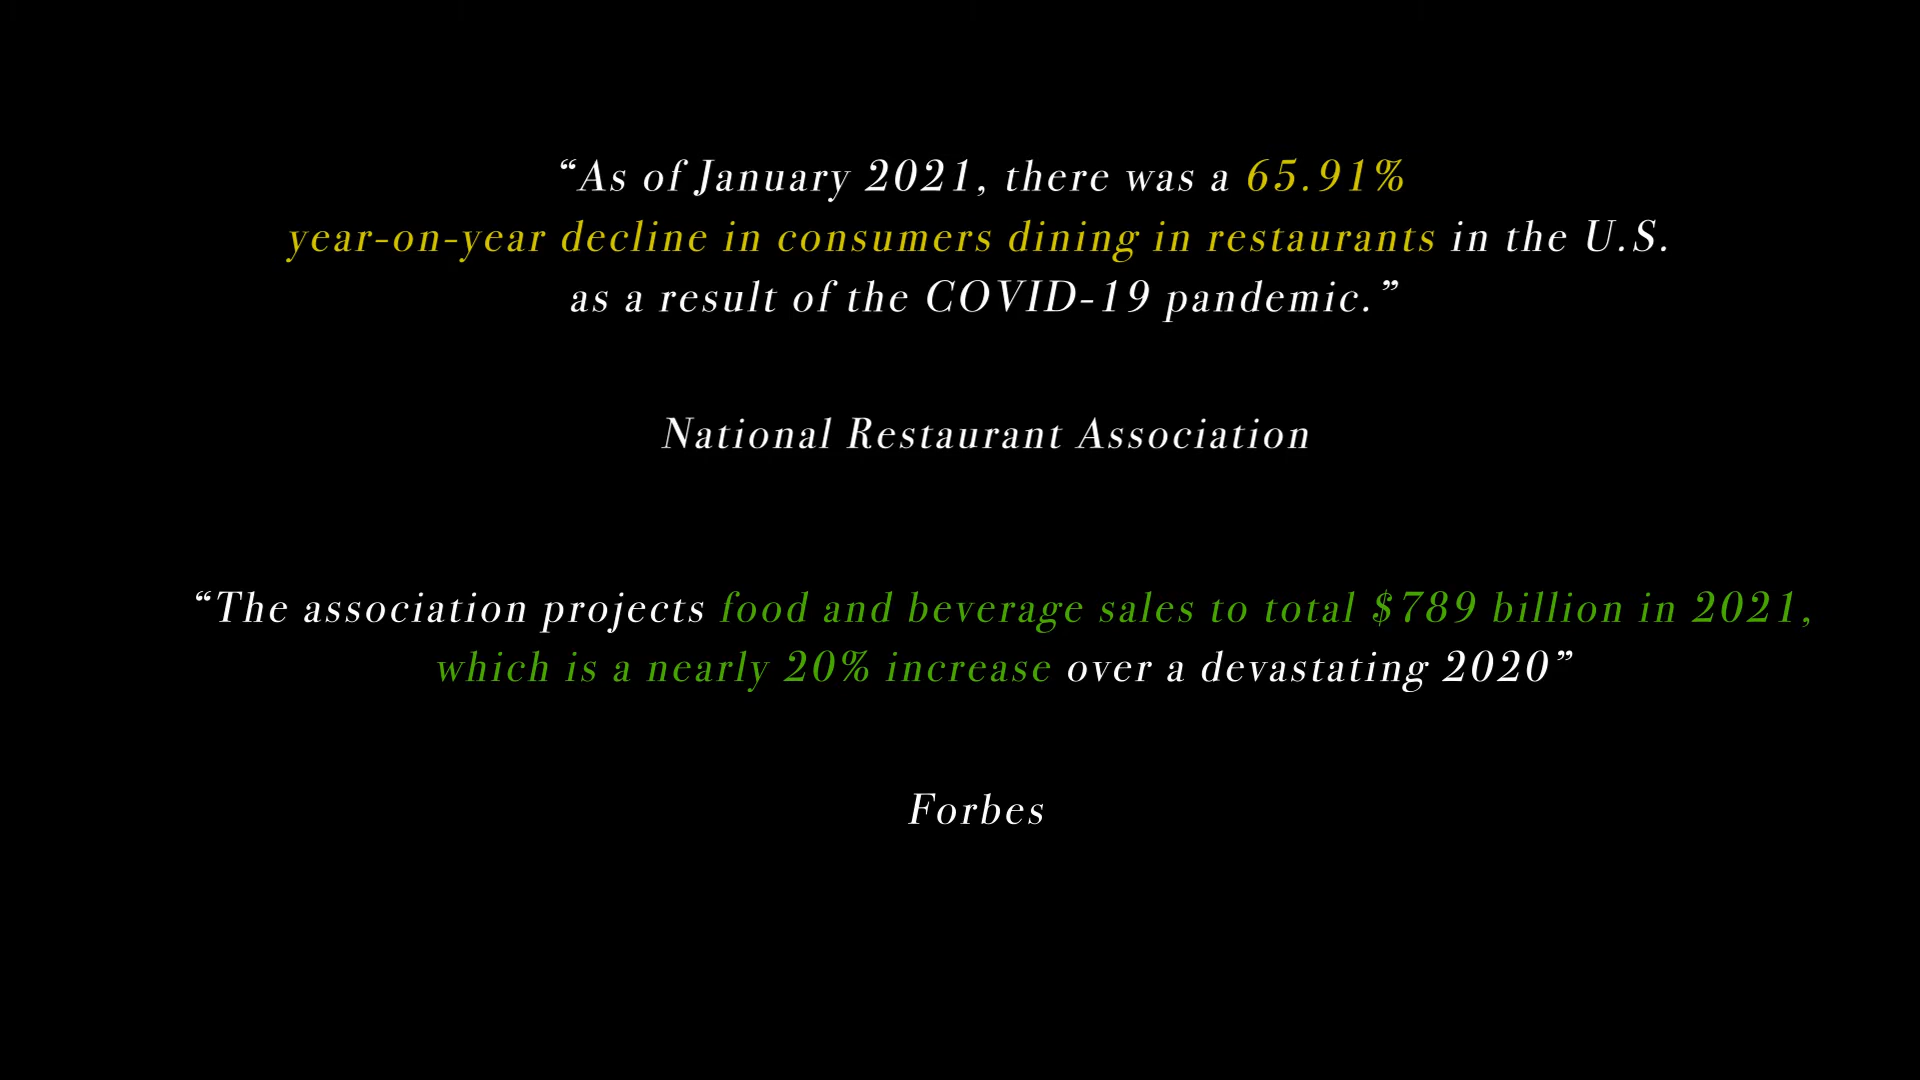 “As of January 2021, there was a 65.91%
year-on-year decline in consumers dining in restaurants in the U.S.
as a result of the COVID-19 pandemic.”
National Restaurant Association
“The association projects food and beverage sales to total $789 billion in 2021,
which is a nearly 20% increase over a devastating 2020”
Forbes